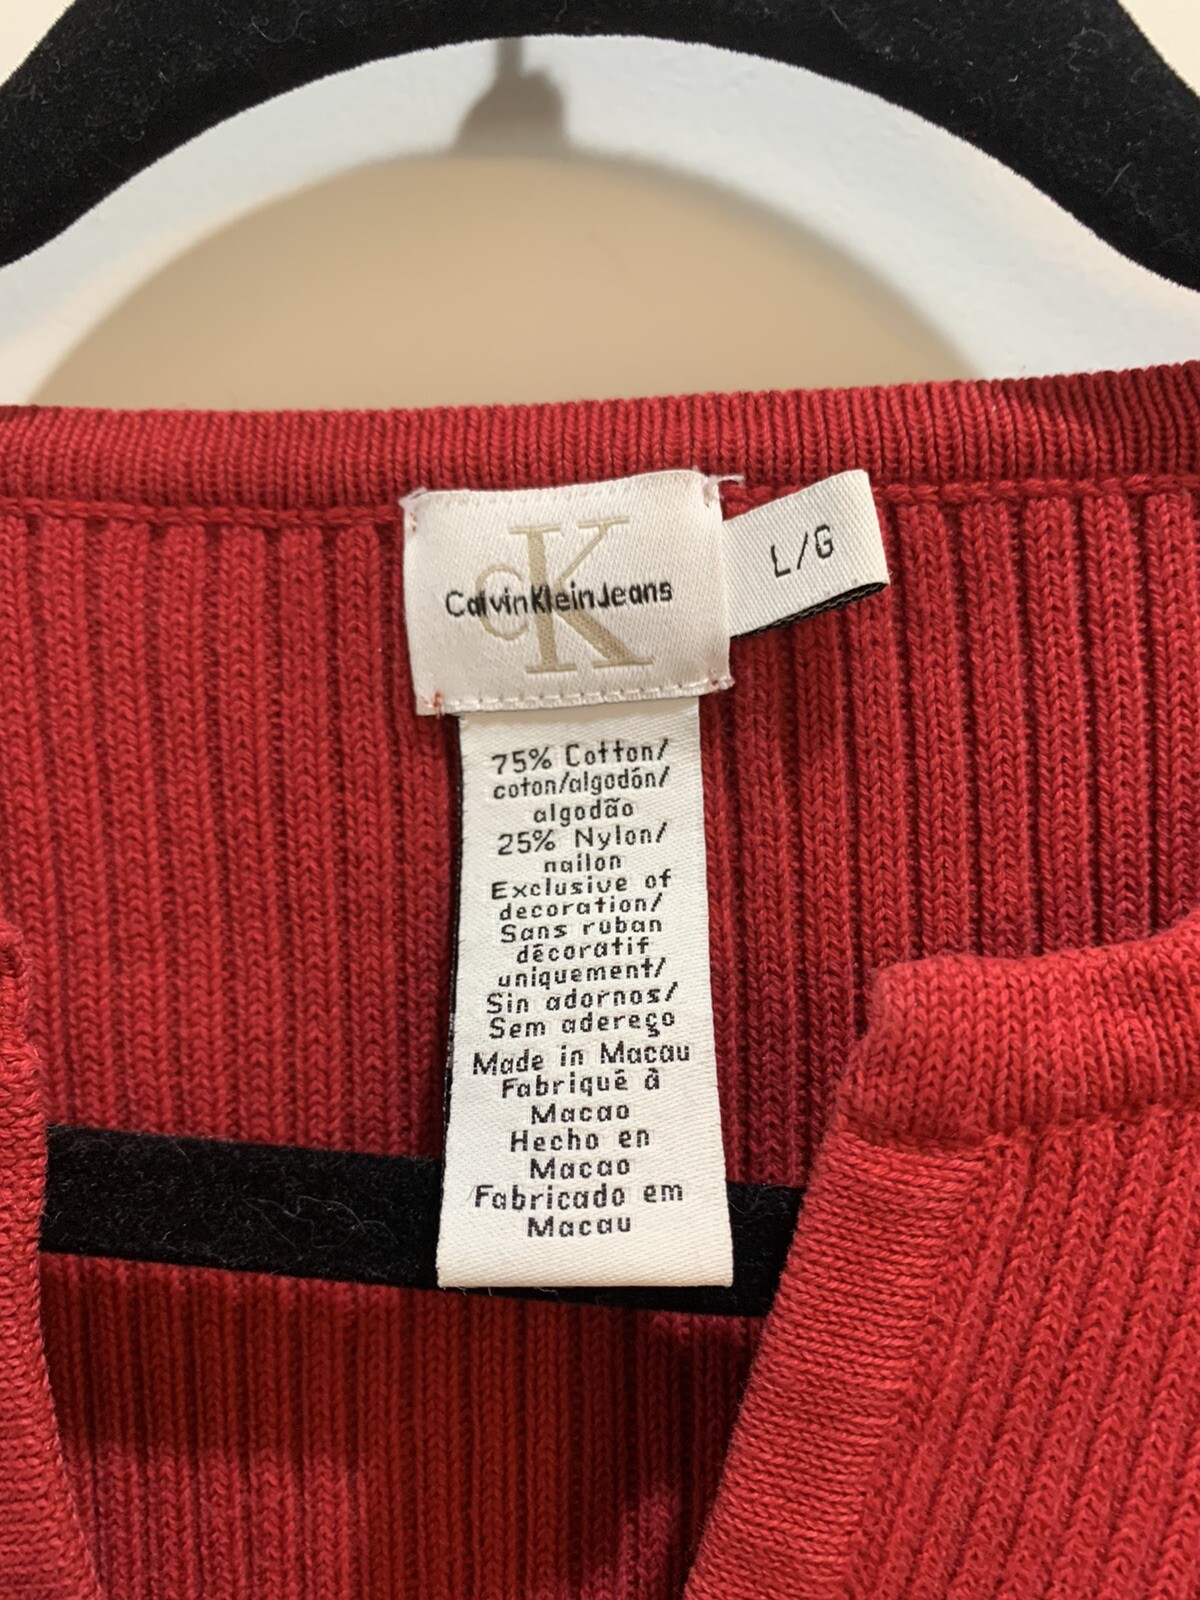 CK
CalvinKleinJeans
L/G
75% Cotton/
coton/algodón/
algodão
25% Nylon/
nailon
Exclusive of
decoration/
Sans ruban
décoratif
uniquement/
Sin adornos/
Sem adereço
Made in Macau
Fabriqué à
Macao
Hecho en
Macao
Fabricado em
Macau